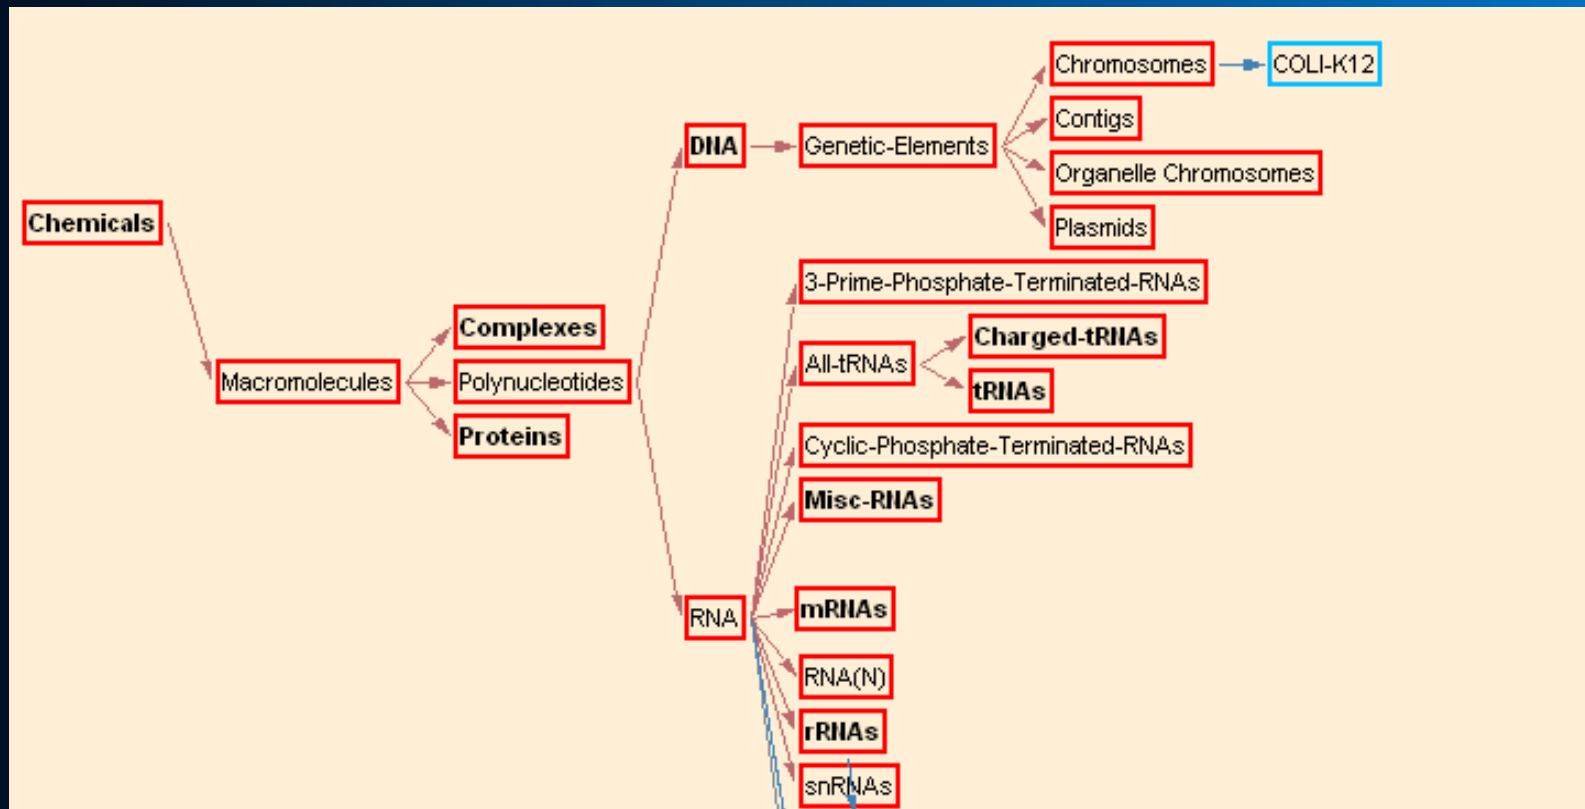 Chemicals
Macromolecules
Complexes
Polynucleotides
Proteins
DNA
Genetic-Elements
Chromosomes
COLI-K12
Contigs
Organelle Chromosomes
Plasmids
RNA
3-Prime-Phosphate-Terminated-RNAs
All-tRNAs
Charged-tRNAs
tRNAs
Cyclic-Phosphate-Terminated-RNAs
Misc-RNAs
mRNAs
RNA(N)
rRNAs
snRNAs